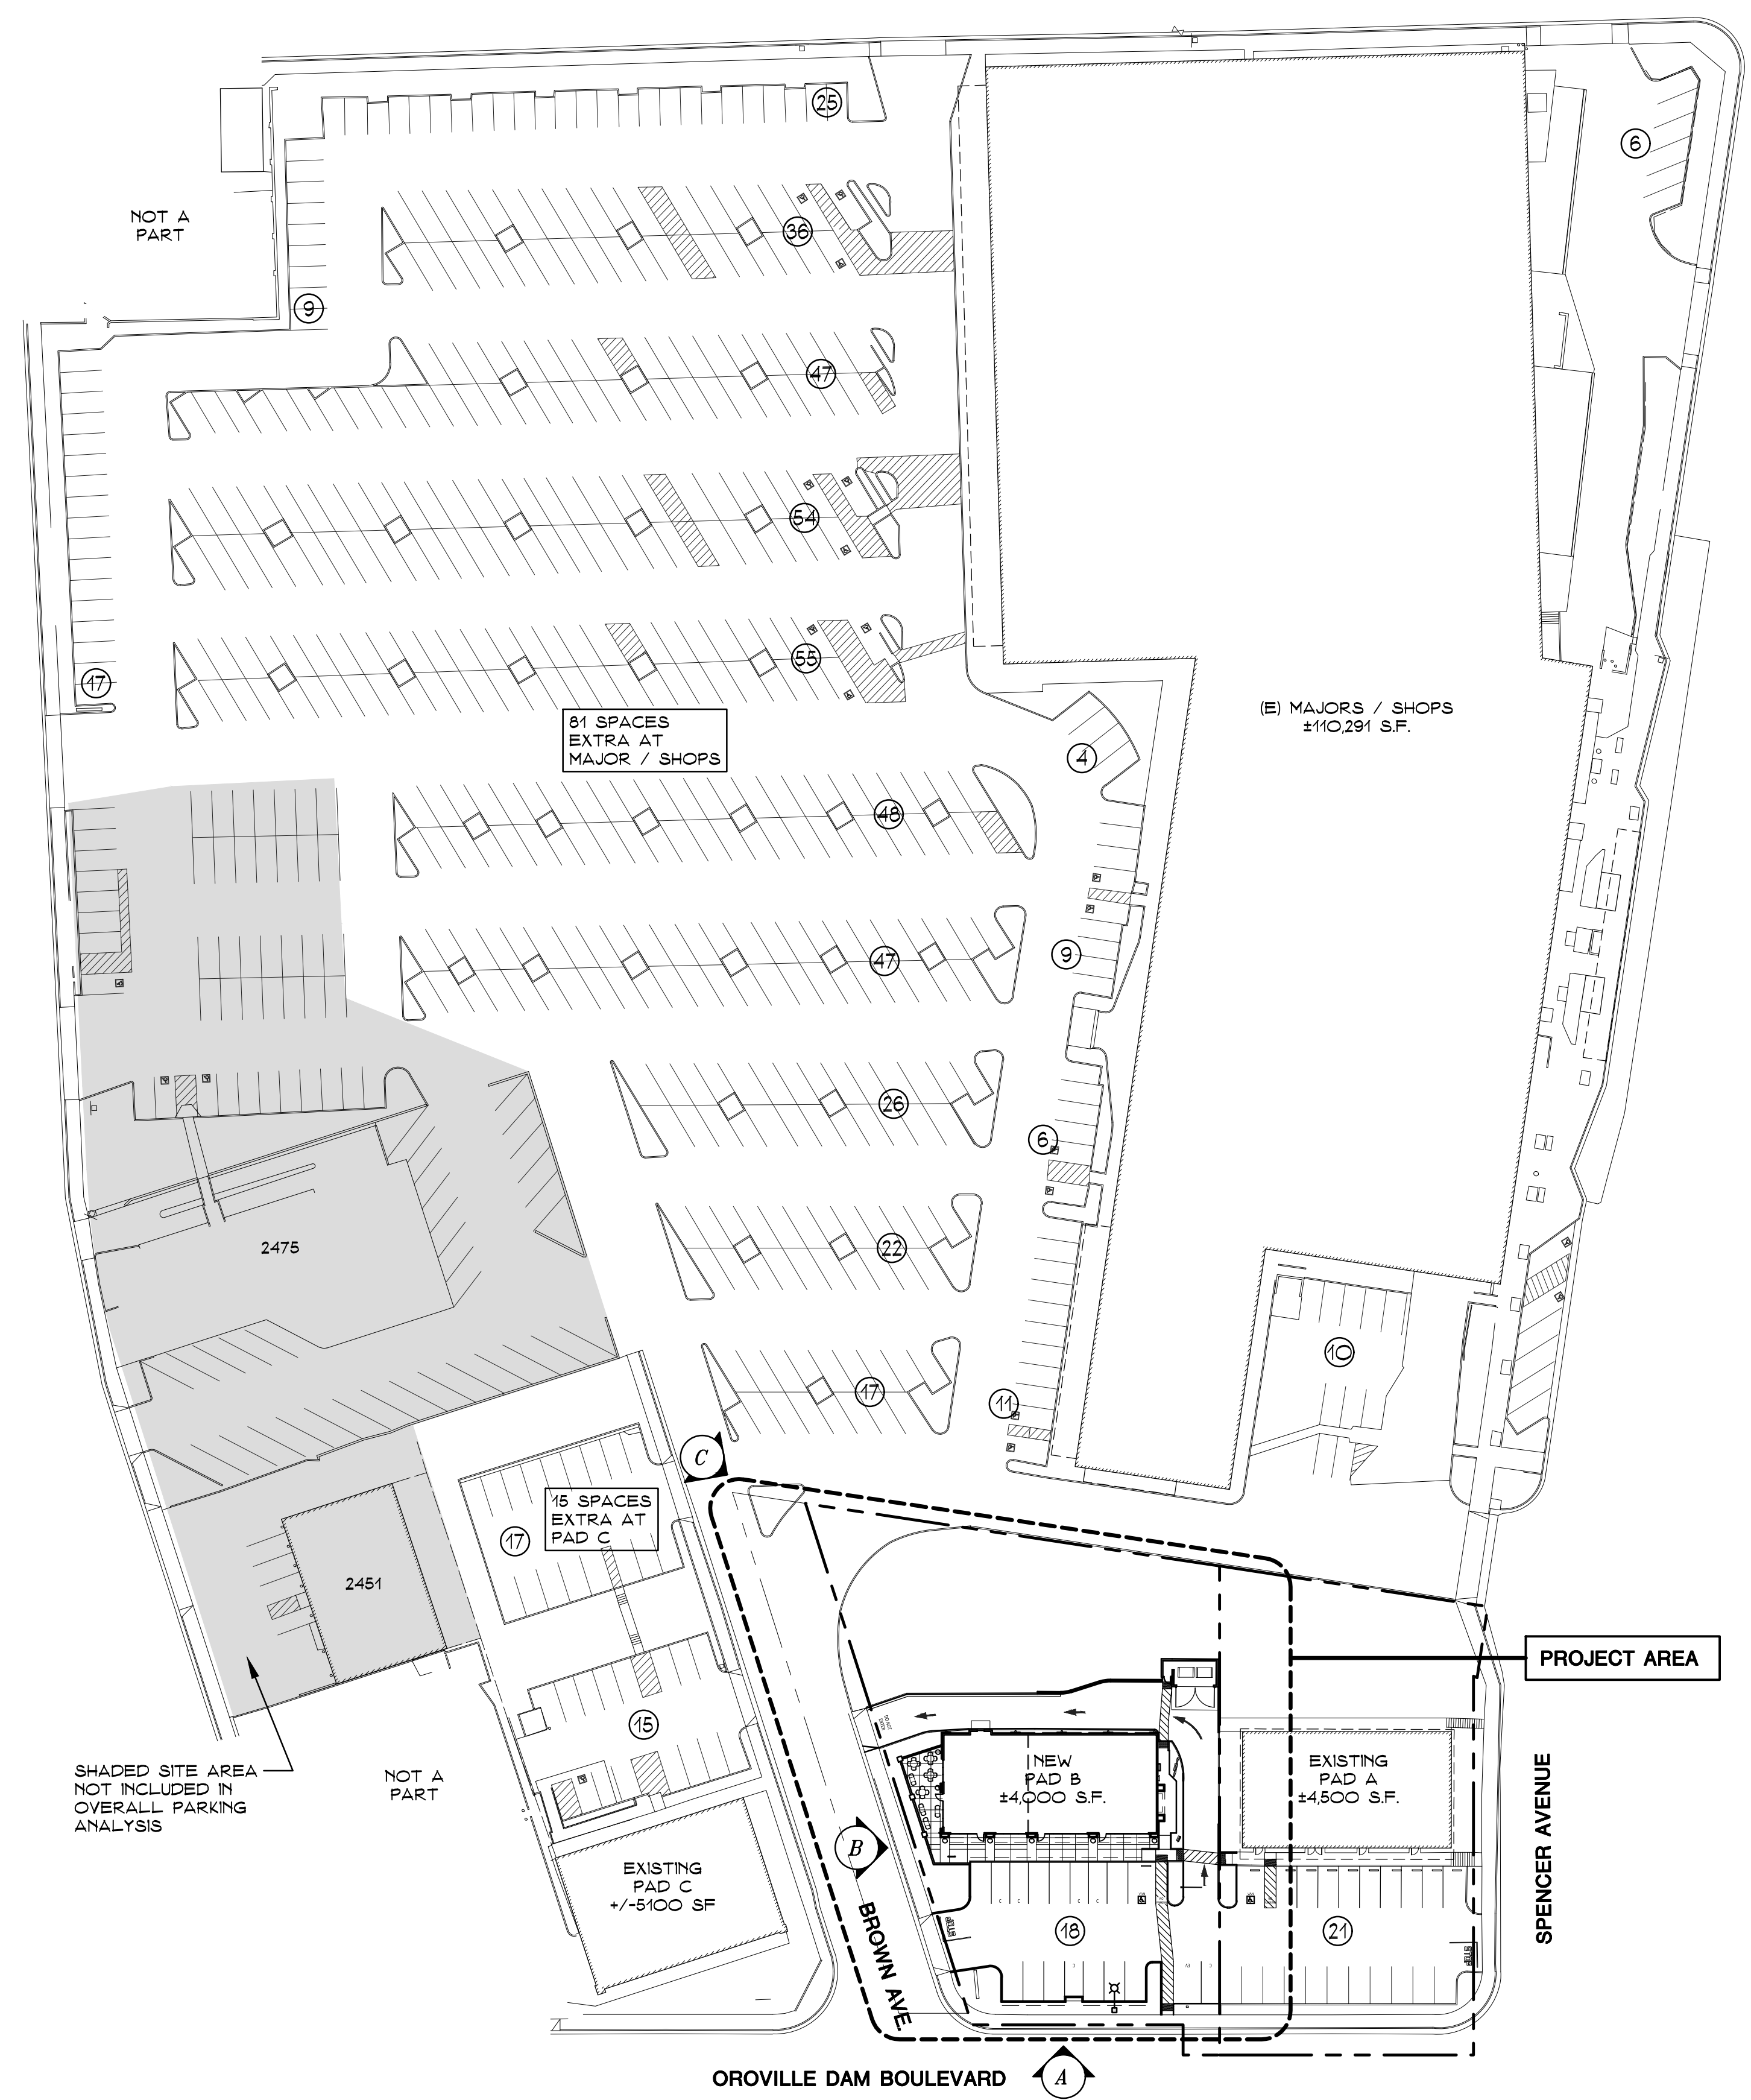 25
6
NOT A
PART
36
9
47
54
17
55
81 SPACES
EXTRA AT
MAJOR / SHOPS
(E) MAJORS / SHOPS
±110,291 S.F.
4
48
9
47
26
6
22
2475
10
17
11
C
15 SPACES
EXTRA AT
PAD C
17
2451
PROJECT AREA
15
SHADED SITE AREA
NOT INCLUDED IN
OVERALL PARKING
ANALYSIS
NOT A
PART
NEW
PAD B
±4,000 S.F.
EXISTING
PAD A
±4,500 S.F.
SPENCER AVENUE
B
EXISTING
PAD C
+/-5100 SF
BROWN AVE.
18
21
OROVILLE DAM BOULEVARD
A